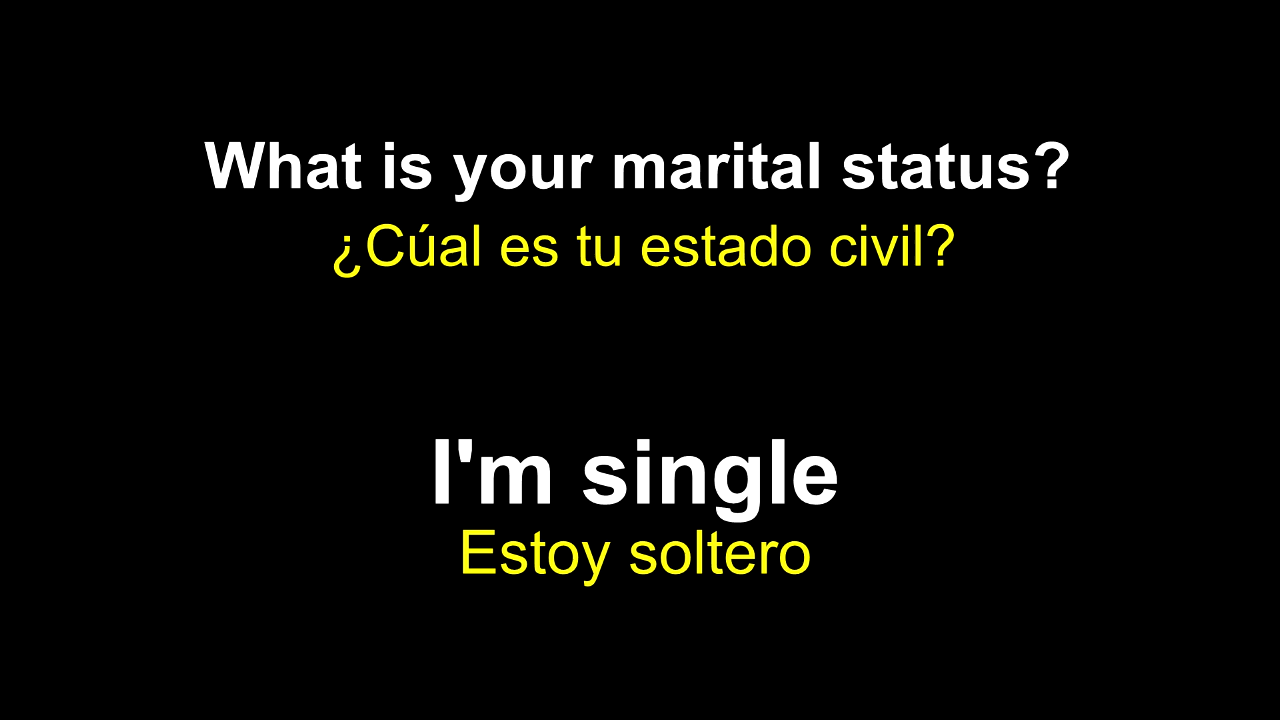 What is your marital status?
¿Cúal es tu estado civil?
I'm single
Estoy soltero